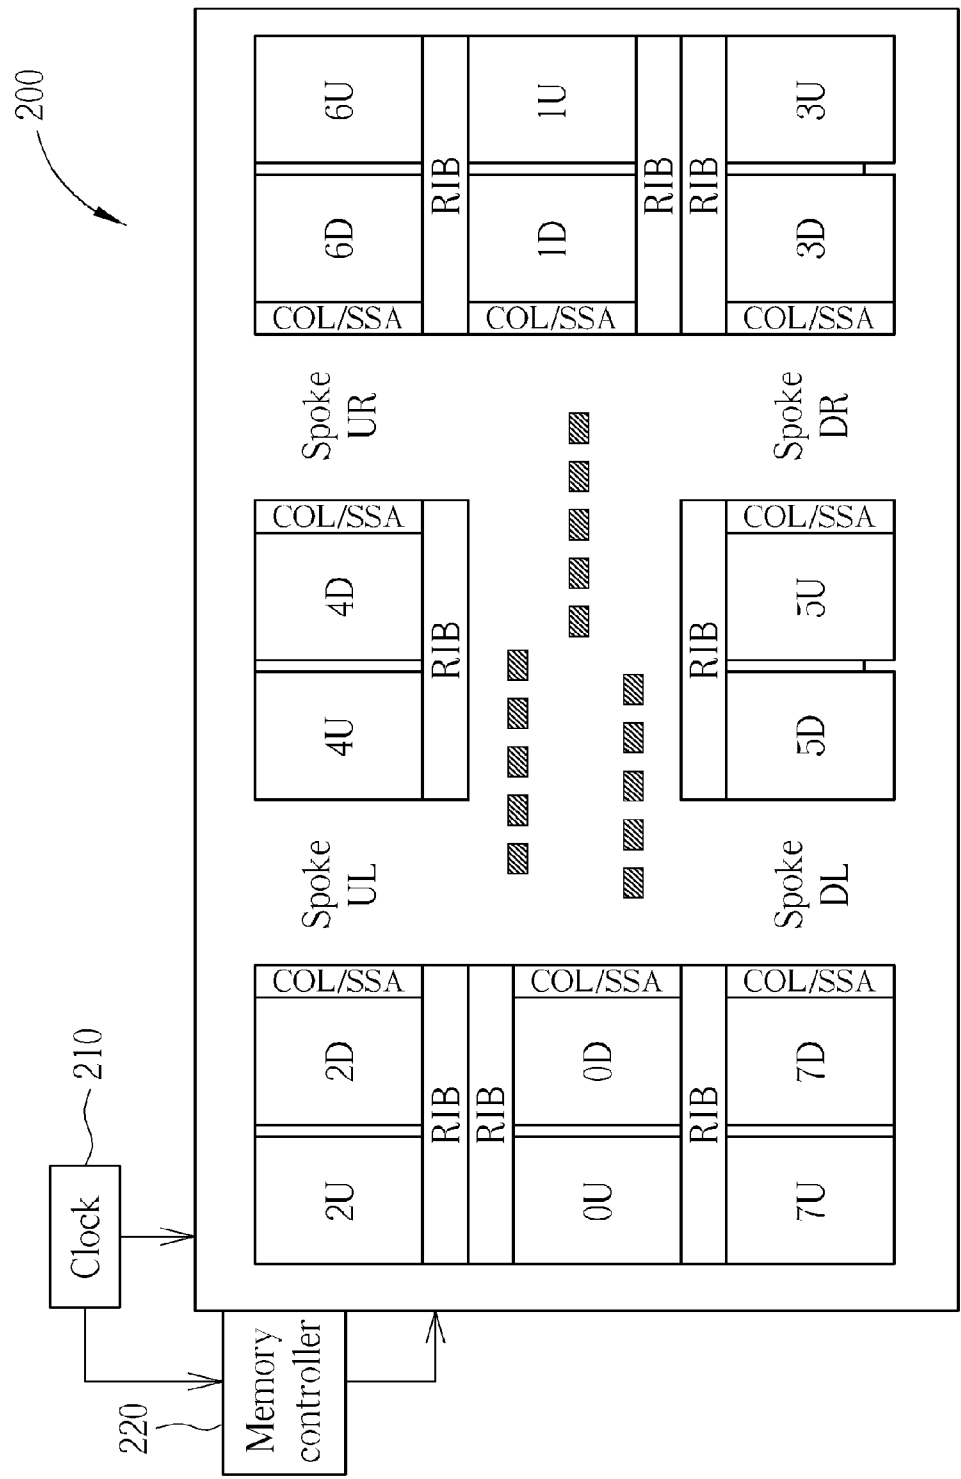 200
Clock
210
Memory
controller
220
2U
2D
COL/SSA
RIB
RIB
0U
0D
COL/SSA
RIB
7U
7D
COL/SSA
Spoke
UL
Spoke
DL
4U
4D
COL/SSA
RIB
RIB
5D
5U
COL/SSA
Spoke
UR
Spoke
DR
COL/SSA
6D
6U
RIB
COL/SSA
1D
1U
RIB
RIB
COL/SSA
3D
3U